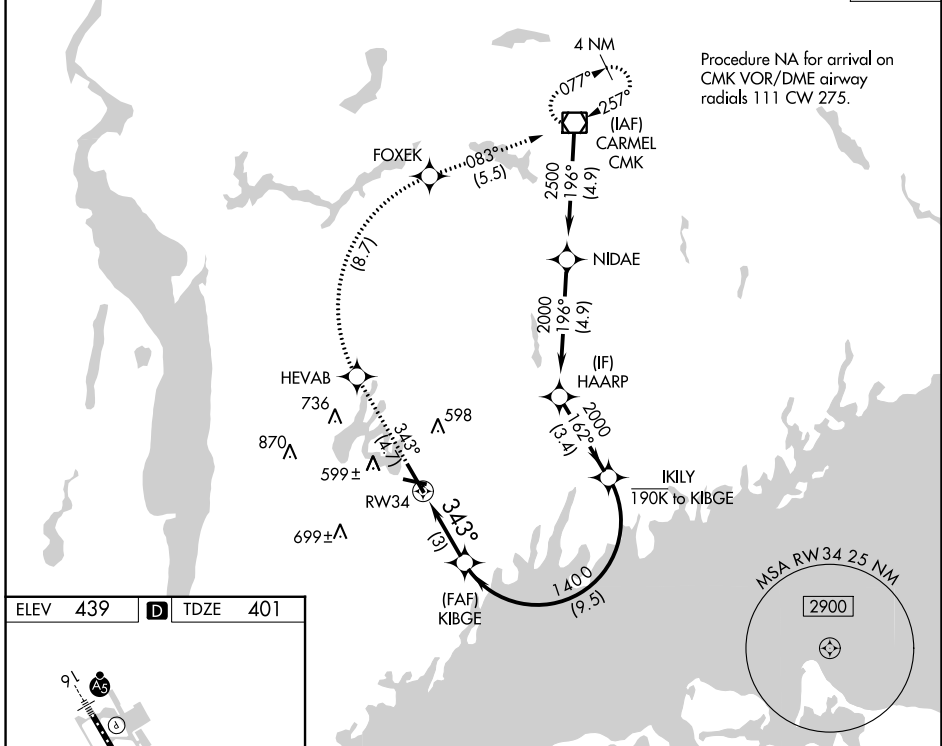 4 NM
Procedure NA for arrival on
CMK VOR/DME airway
radials 111 CW 275.
077°
257°
(IAF)
CARMEL
CMK
FOXEK
083°
(5.5)
2500
196°
(4.9)
(8.7)
NIDAE
2000
196°
(4.9)
(IF)
HAARP
HEVAB
736
598
2000
162°
(3.4)
870
343°
(4.7)
599±
IKILY
190K to KIBGE
RW34
343°
(3)
699±
MSA RW34 25 NM
2900
1400
(9.5)
(FAF)
KIBGE
ELEV 439 D TDZE 401
16
A5
P